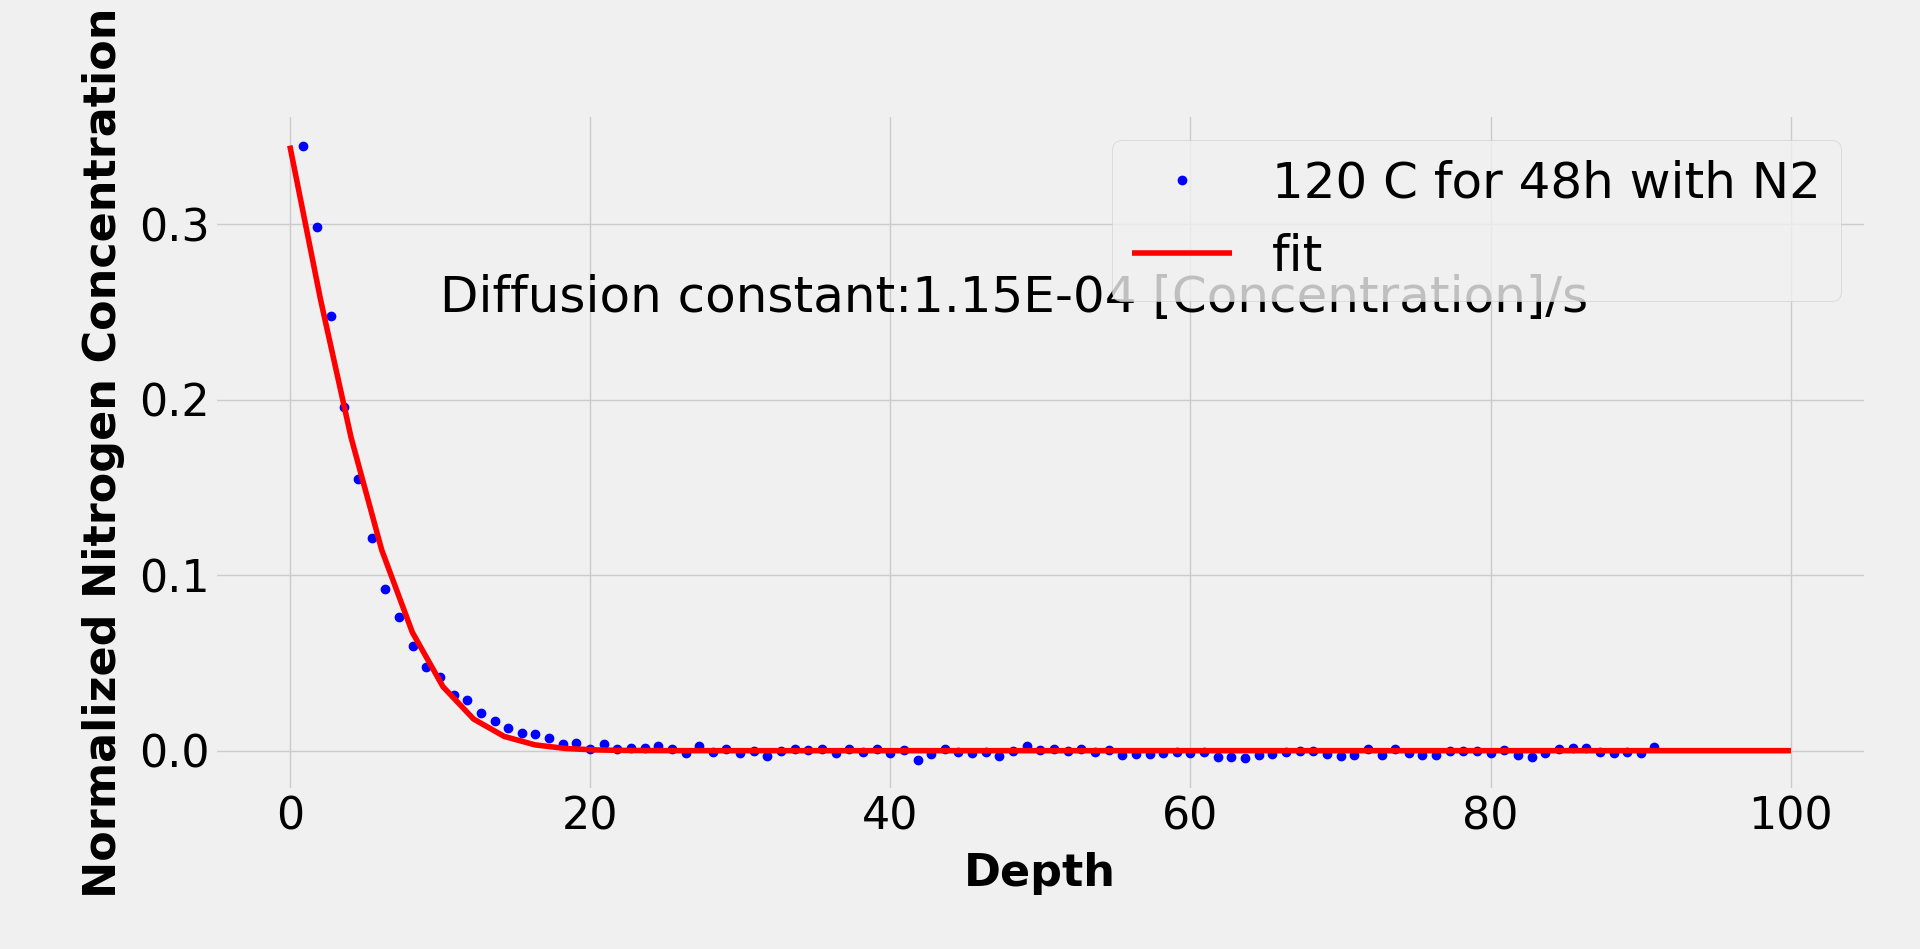 Normalized Nitrogen Concentration
0.3
0.2
0.1
0.0
120 C for 48h with N2
fit
Diffusion constant:1.15E-04 [Concentration]/s
0 20 40 60 80 100
Depth